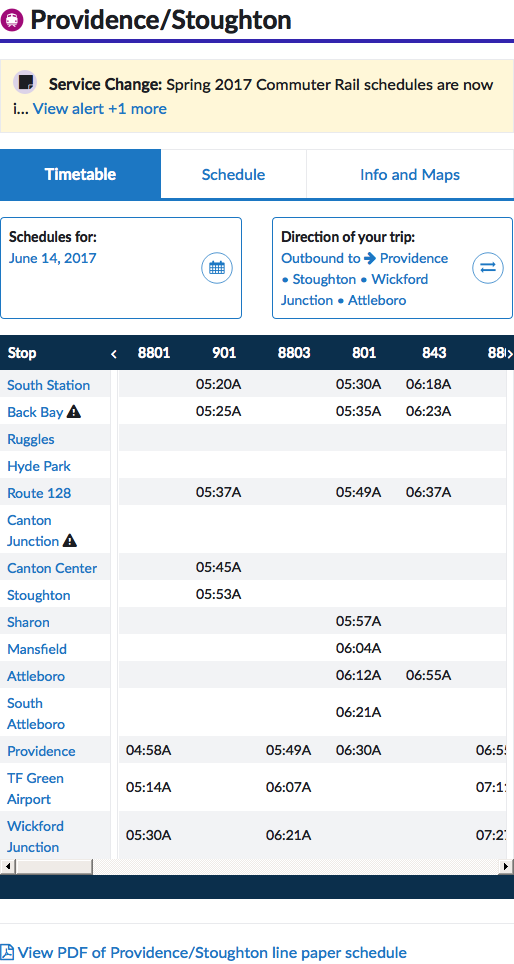 Providence/Stoughton
Service Change: Spring 2017 Commuter Rail schedules are now
i... View alert +1 more
Timetable Schedule Info and Maps
Schedules for:
June 14, 2017
Direction of your trip:
Outbound to → Providence
• Stoughton • Wickford
Junction • Attleboro
Stop ‹ 8801 901 8803 801 843 88 ›
South Station 05:20A 05:30A 06:18A
Back Bay 05:25A 05:35A 06:23A
Ruggles
Hyde Park
Route 128 05:37A 05:49A 06:37A
Canton
Junction
Canton Center 05:45A
Stoughton 05:53A
Sharon 05:57A
Mansfield 06:04A
Attleboro 06:12A 06:55A
South
Attleboro 06:21A
Providence 04:58A 05:49A 06:30A 06:5
TF Green
Airport 05:14A 06:07A 07:1
Wickford
Junction 05:30A 06:21A 07:2
View PDF of Providence/Stoughton line paper schedule